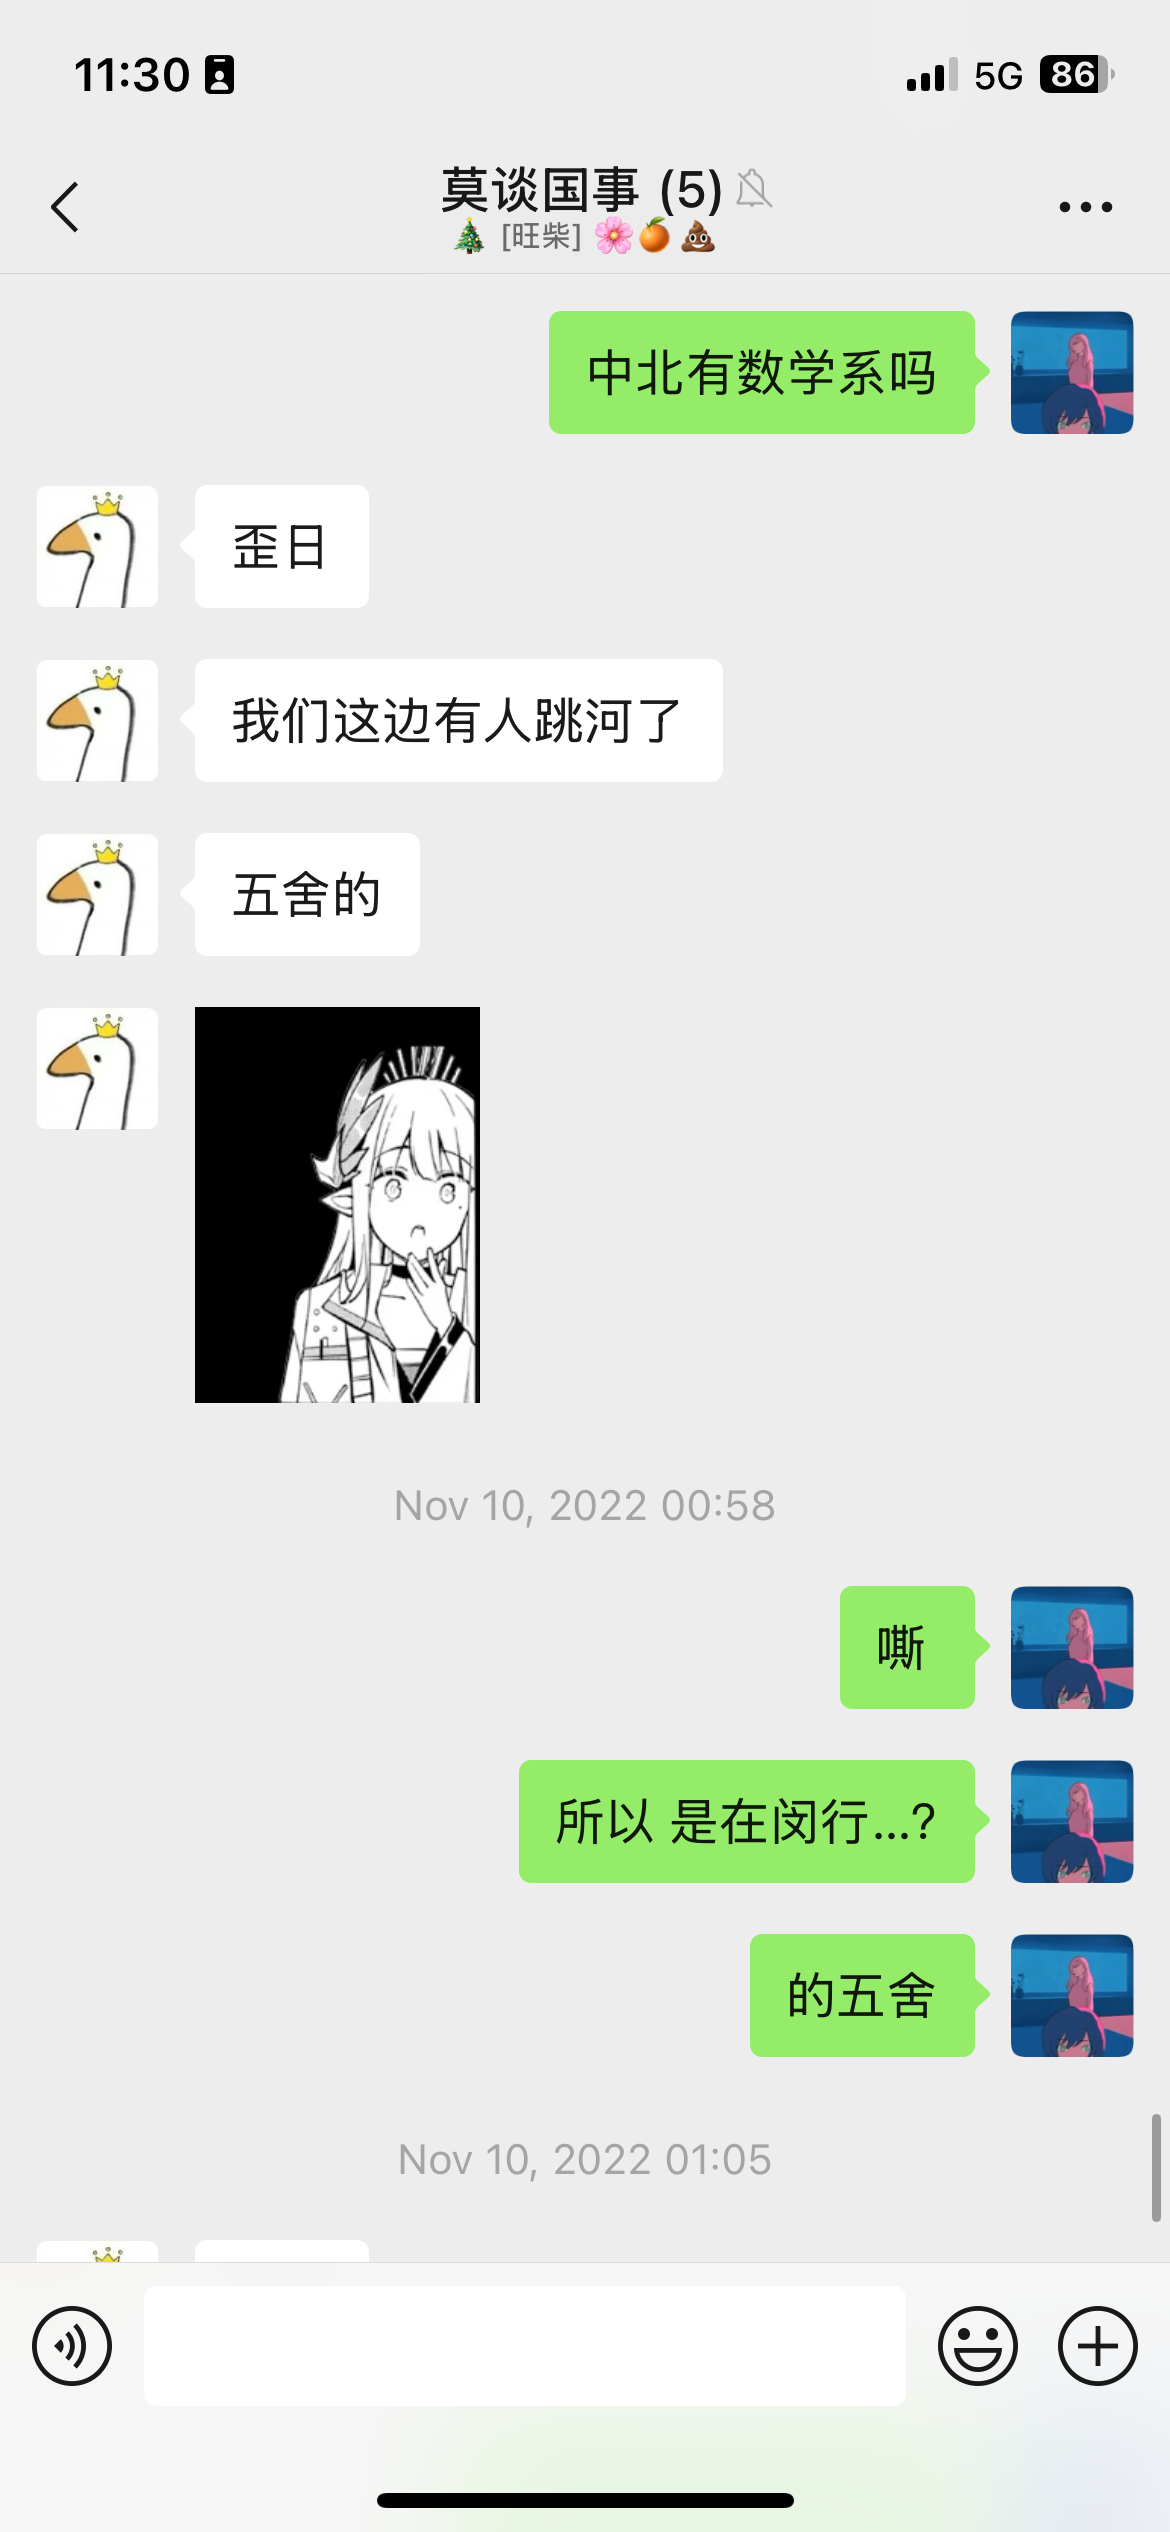 11:30
5G
86
莫谈国事 (5)
🎄 [旺柴] 🌸🍊💩
中北有数学系吗
歪日
我们这边有人跳河了
五舍的
Nov 10, 2022 00:58
嘶
所以 是在闵行...?
的五舍
Nov 10, 2022 01:05